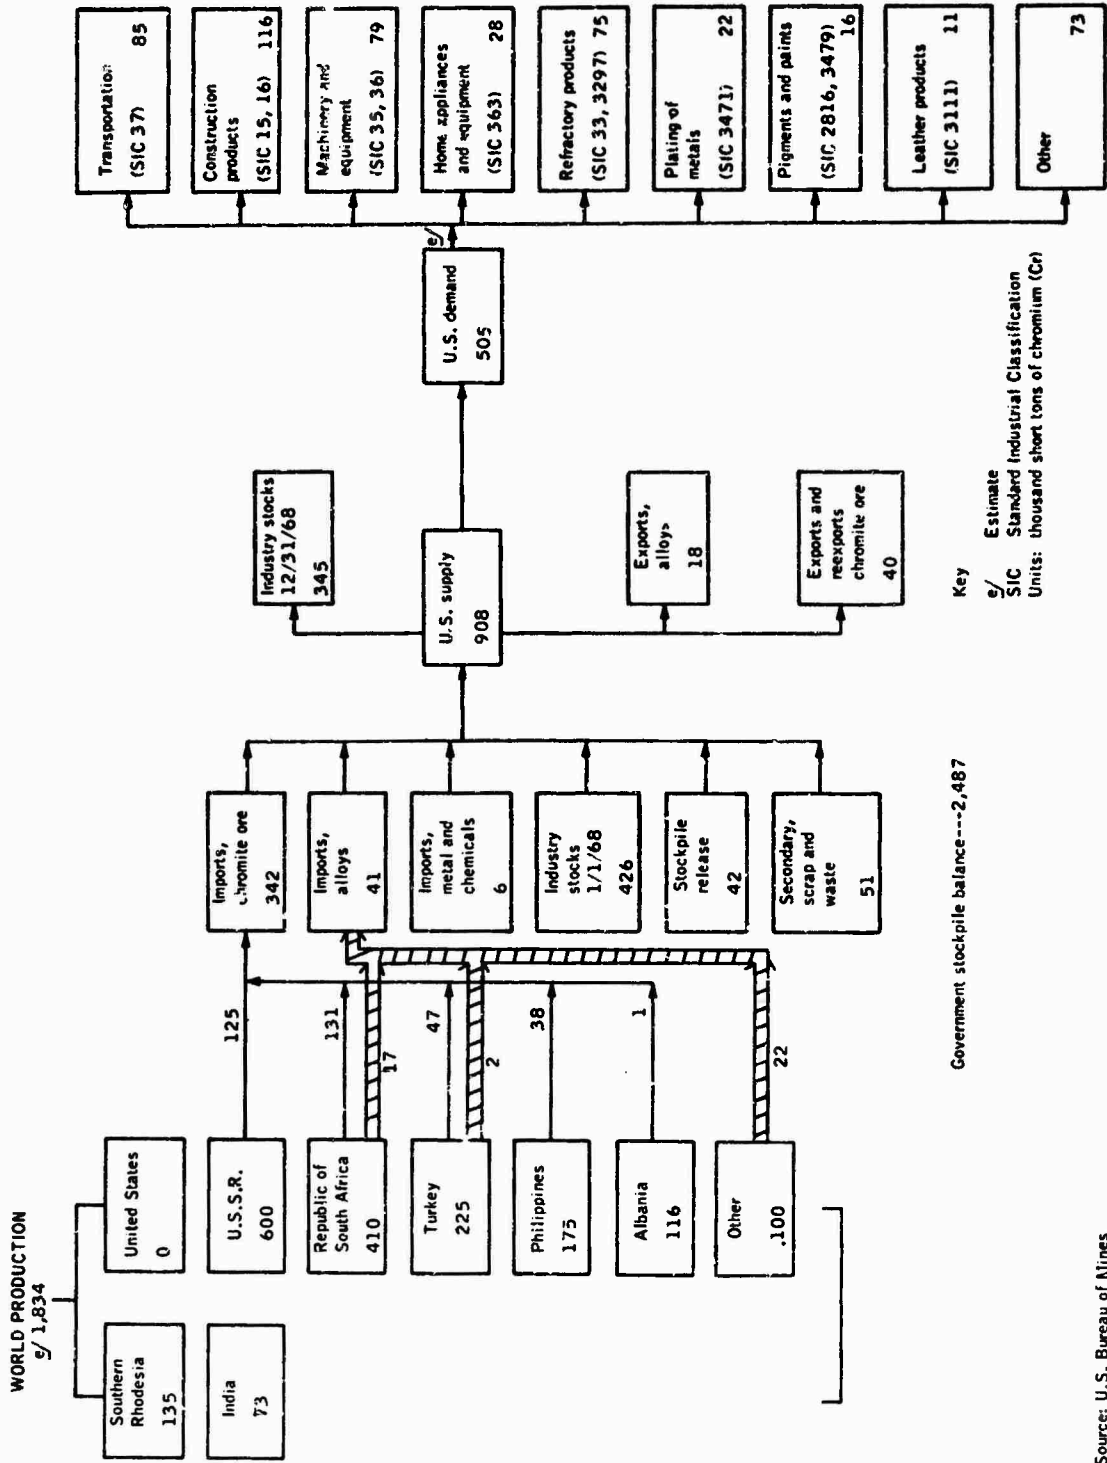 WORLD PRODUCTION
e/ 1,834
Southern
Rhodesia
135
India
73
United States
0
U.S.S.R.
600
Republic of
South Africa
410
Turkey
225
Philippines
175
Albania
116
Other
.100
125
131
17
47
2
38
1
22
Imports,
chromite ore
342
Imports,
alloys
41
Imports,
metal and
chemicals
6
Industry
stocks
1/1/68
426
Stockpile
release
42
Secondary,
scrap and
waste
51
U.S. supply
908
Industry stocks
12/31/68
345
Exports,
alloys
18
Exports and
reexports
chromite ore
40
U.S. demand
505
e/
Transportation
(SIC 37) 85
Construction
products
(SIC 15, 16) 116
Machinery and
equipment
(SIC 35, 36) 79
Home appliances
and equipment
(SIC 363) 28
Refractory products
(SIC 33, 3297) 75
Plating of
metals
(SIC 3471) 22
Pigments and paints
(SIC 2816, 3479)
16
Leather products
(SIC 3111) 11
Other
73
Key
e/ Estimate
SIC Standard Industrial Classification
Units: thousand short tons of chromium (Cr)
Government stockpile balance---2,487
Source: U.S. Bureau of Mines